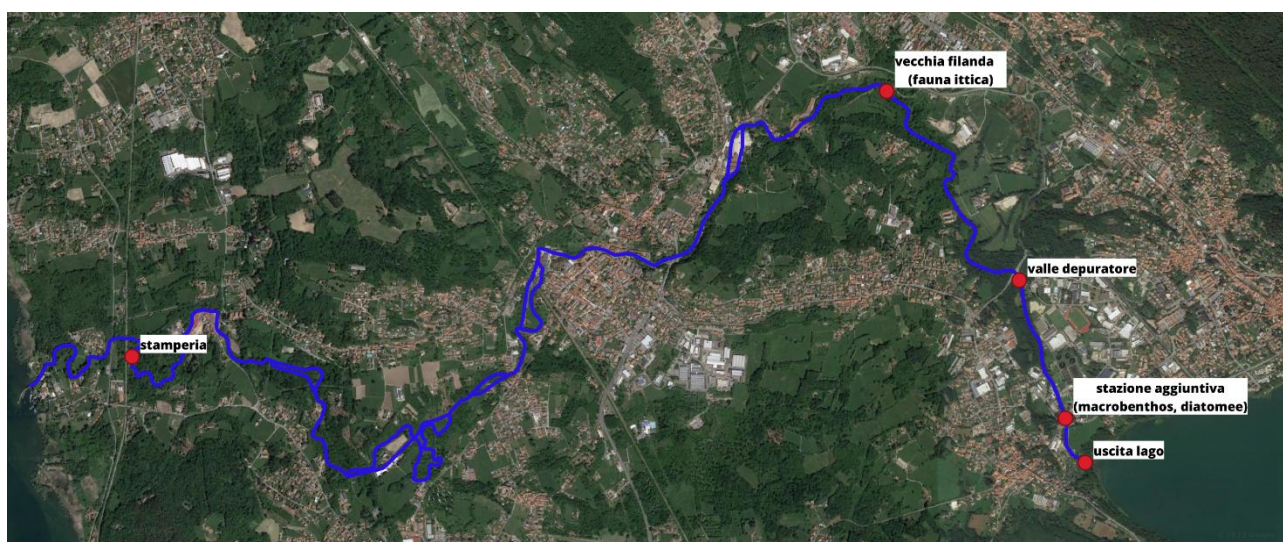 vecchia filanda
(fauna ittica)
valle depuratore
stamperia
stazione aggiuntiva
(macrobenthos, diatomee)
uscita lago